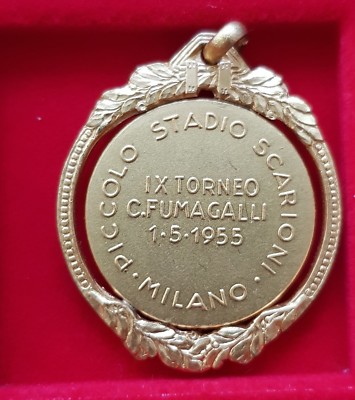 PICCOLO STADIO SCARIONI
IX TORNEO
C. FUMAGALLI
1·5·1955
· MILANO ·